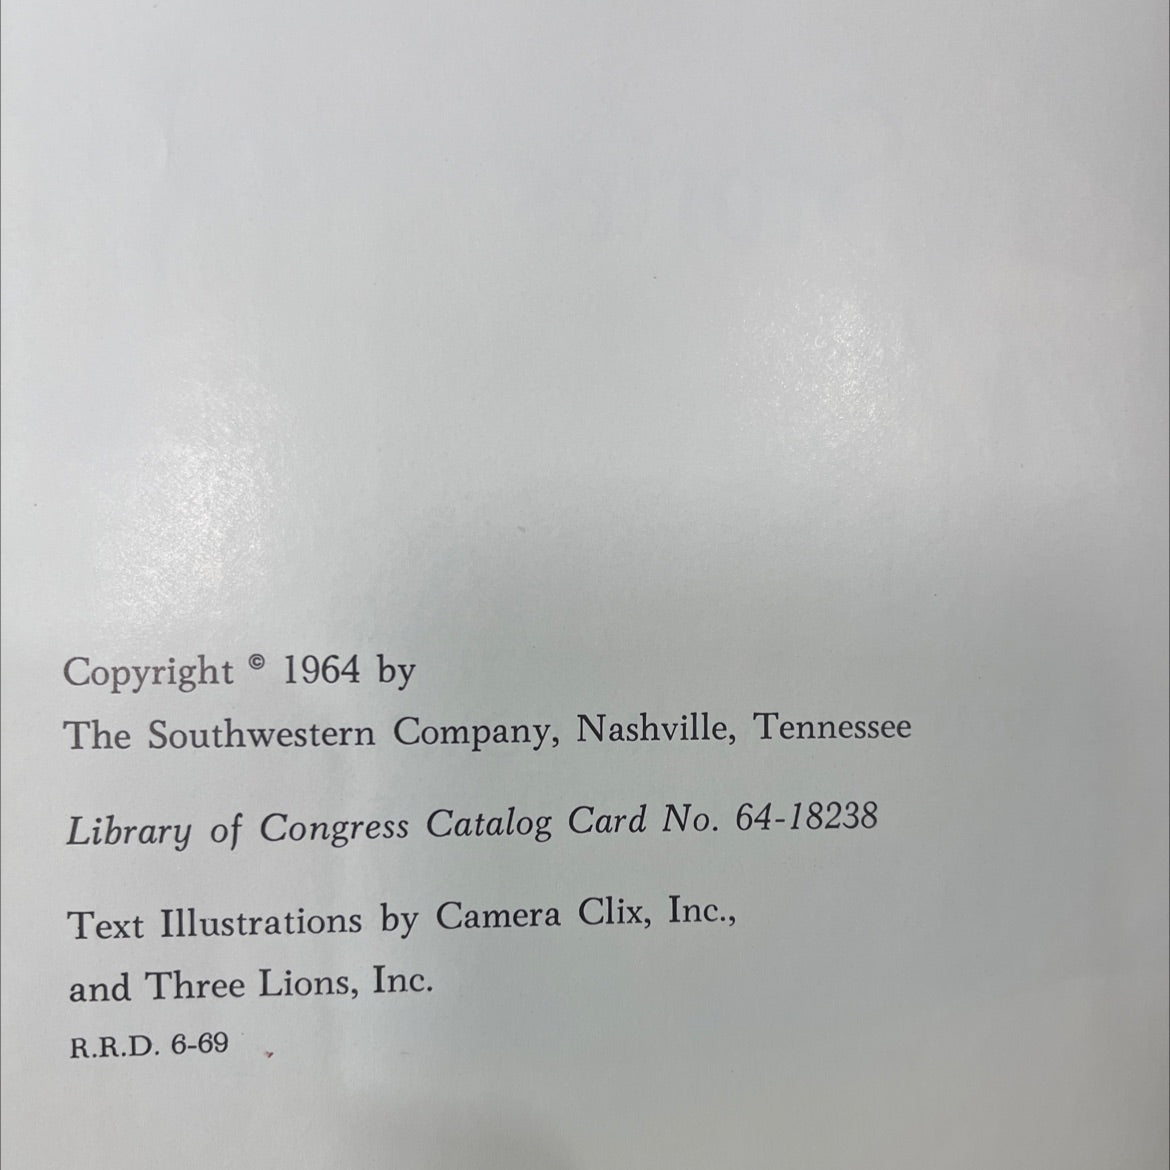 Copyright © 1964 by
The Southwestern Company, Nashville, Tennessee
Library of Congress Catalog Card No. 64-18238
Text Illustrations by Camera Clix, Inc.,
and Three Lions, Inc.
R.R.D. 6-69